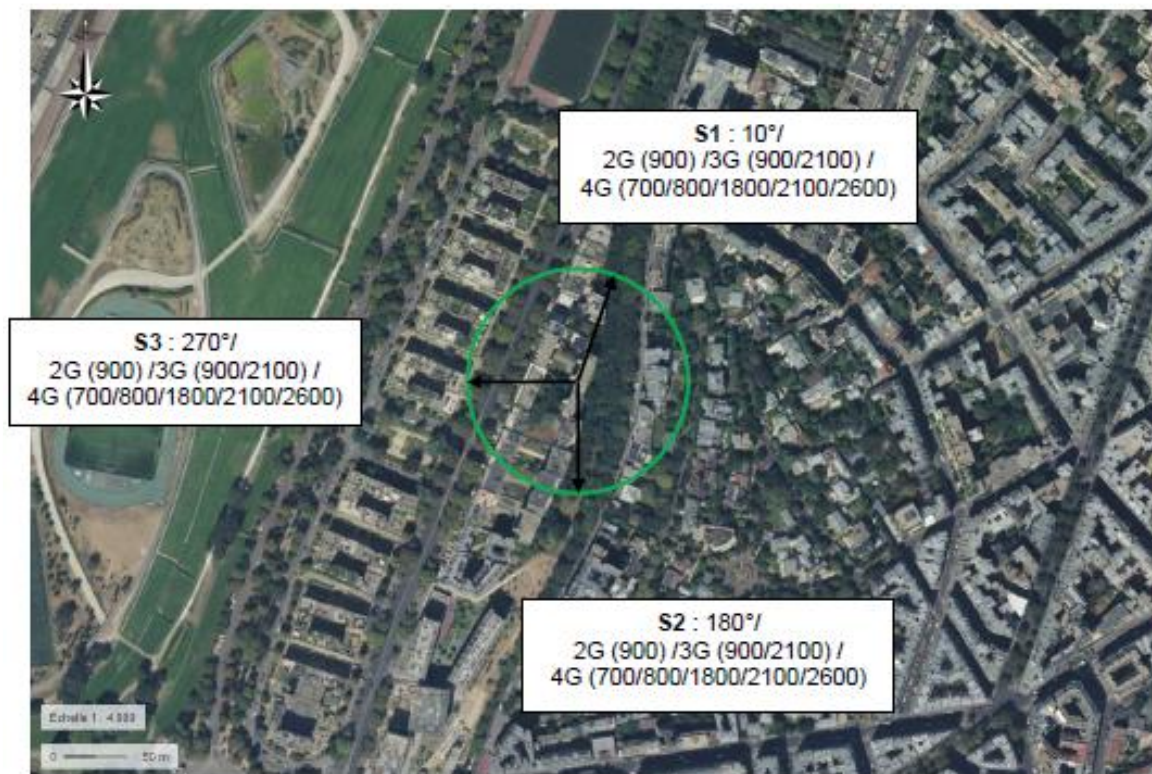 S1 : 10°/
2G (900) /3G (900/2100) /
4G (700/800/1800/2100/2600)
S3 : 270°/
2G (900) /3G (900/2100) /
4G (700/800/1800/2100/2600)
S2 : 180°/
2G (900) /3G (900/2100) /
4G (700/800/1800/2100/2600)
Echelle 1 :
0 50 m